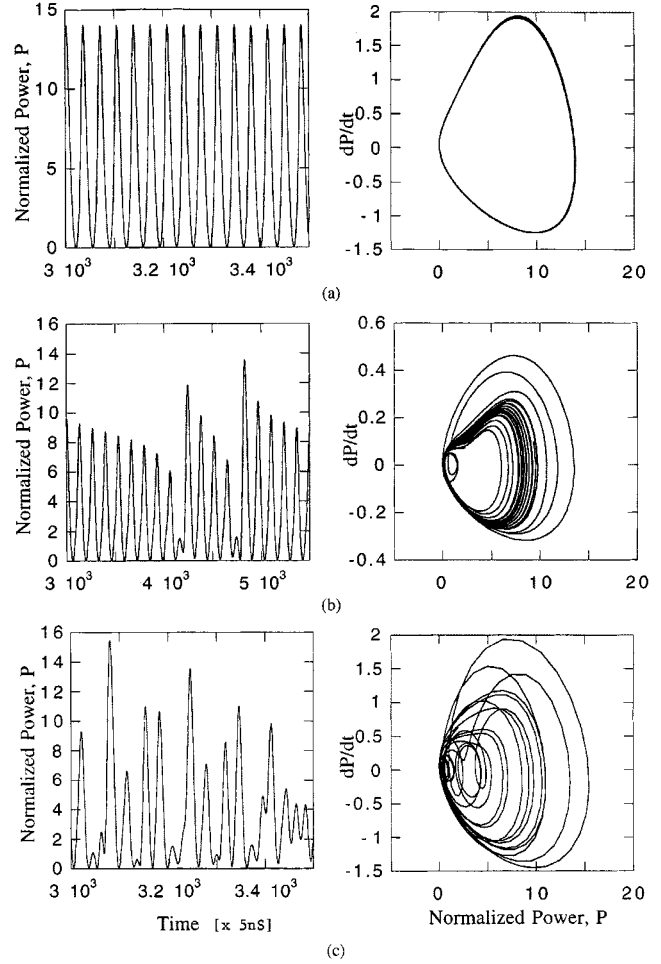 Normalized Power, P
15
10
5
0
3 10³ 3.2 10³ 3.4 10³
dP/dt
2
1.5
1
0.5
0
-0.5
-1
-1.5
0 10 20
(a)
Normalized Power, P
16
14
12
10
8
6
4
2
0
3 10³ 4 10³ 5 10³
dP/dt
0.6
0.4
0.2
0
-0.2
-0.4
0 10 20
(b)
Normalized Power, P
16
14
12
10
8
6
4
2
0
3 10³ 3.2 10³ 3.4 10³
Time [x 5nS]
dP/dt
2
1.5
1
0.5
0
-0.5
-1
-1.5
0 10 20
Normalized Power, P
(c)